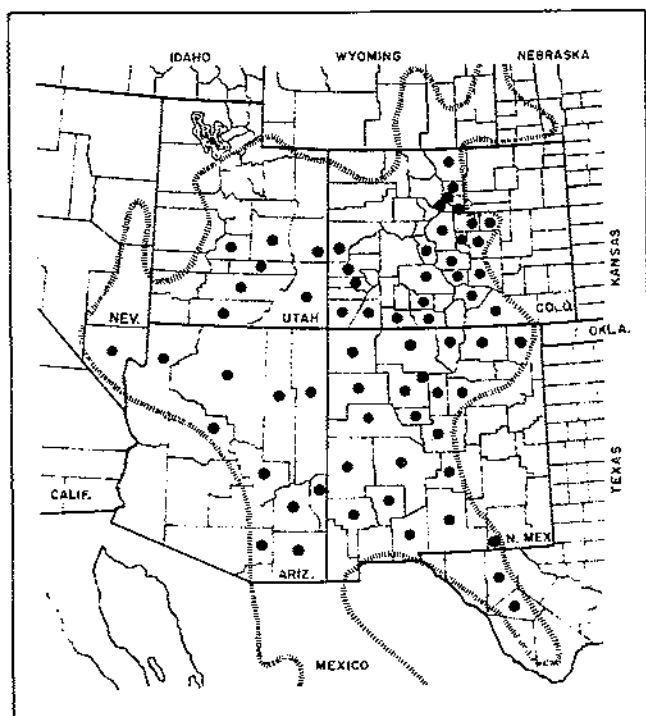 IDAHO
WYOMING
NEBRASKA
KANSAS
NEV.
UTAH
COLO.
OKLA.
TEXAS
CALIF.
N. MEX.
ARIZ.
MEXICO